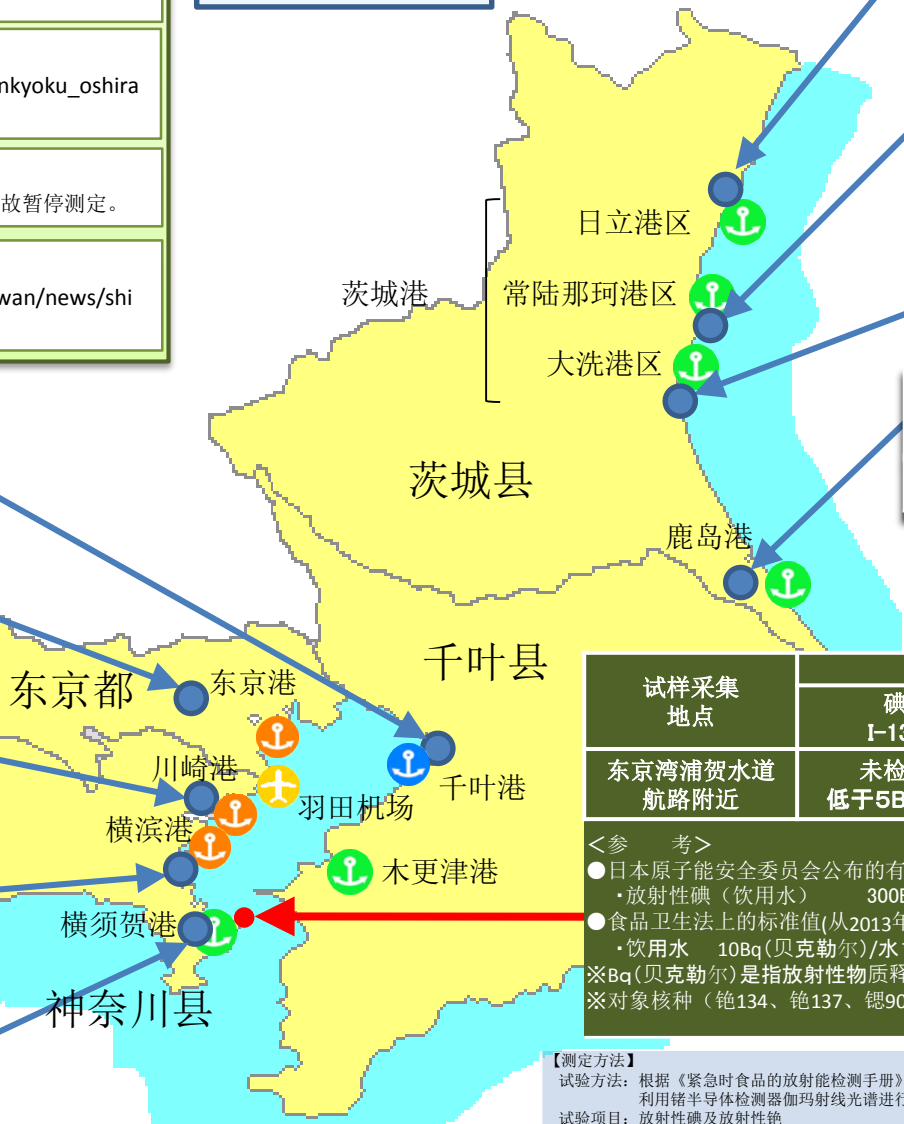 nkyoku_oshira
故暂停测定。
wan/news/shi
日立港区
茨城港
常陆那珂港区
大洗港区
茨城县
鹿岛港
千叶县
东京都
东京港
川崎港
羽田机场
千叶港
横滨港
木更津港
横须贺港
神奈川县
试样采集
地点
碘
I-13
东京湾浦贺水道
航路附近
未检
低于5B
＜参　考＞
●日本原子能安全委员会公布的有
・放射性碘（饮用水）　300B
●食品卫生法上的标准值(从2013年
・饮用水　10Bq(贝克勒尔)/水
※Bq(贝克勒尔)是指放射性物质释
※对象核种（铯134、铯137、锶90
【测定方法】
试验方法：根据《紧急时食品的放射能检测手册》
利用锗半导体检测器伽玛射线光谱进行
试验项目：放射性碘及放射性铯